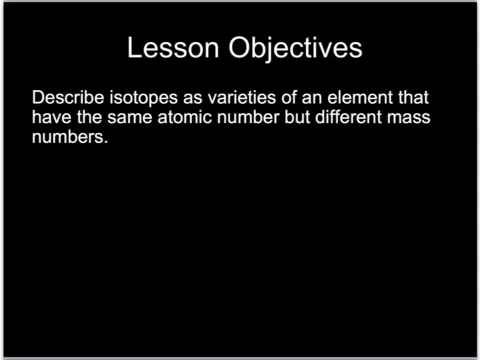 Lesson Objectives
Describe isotopes as varieties of an element that
have the same atomic number but different mass
numbers.